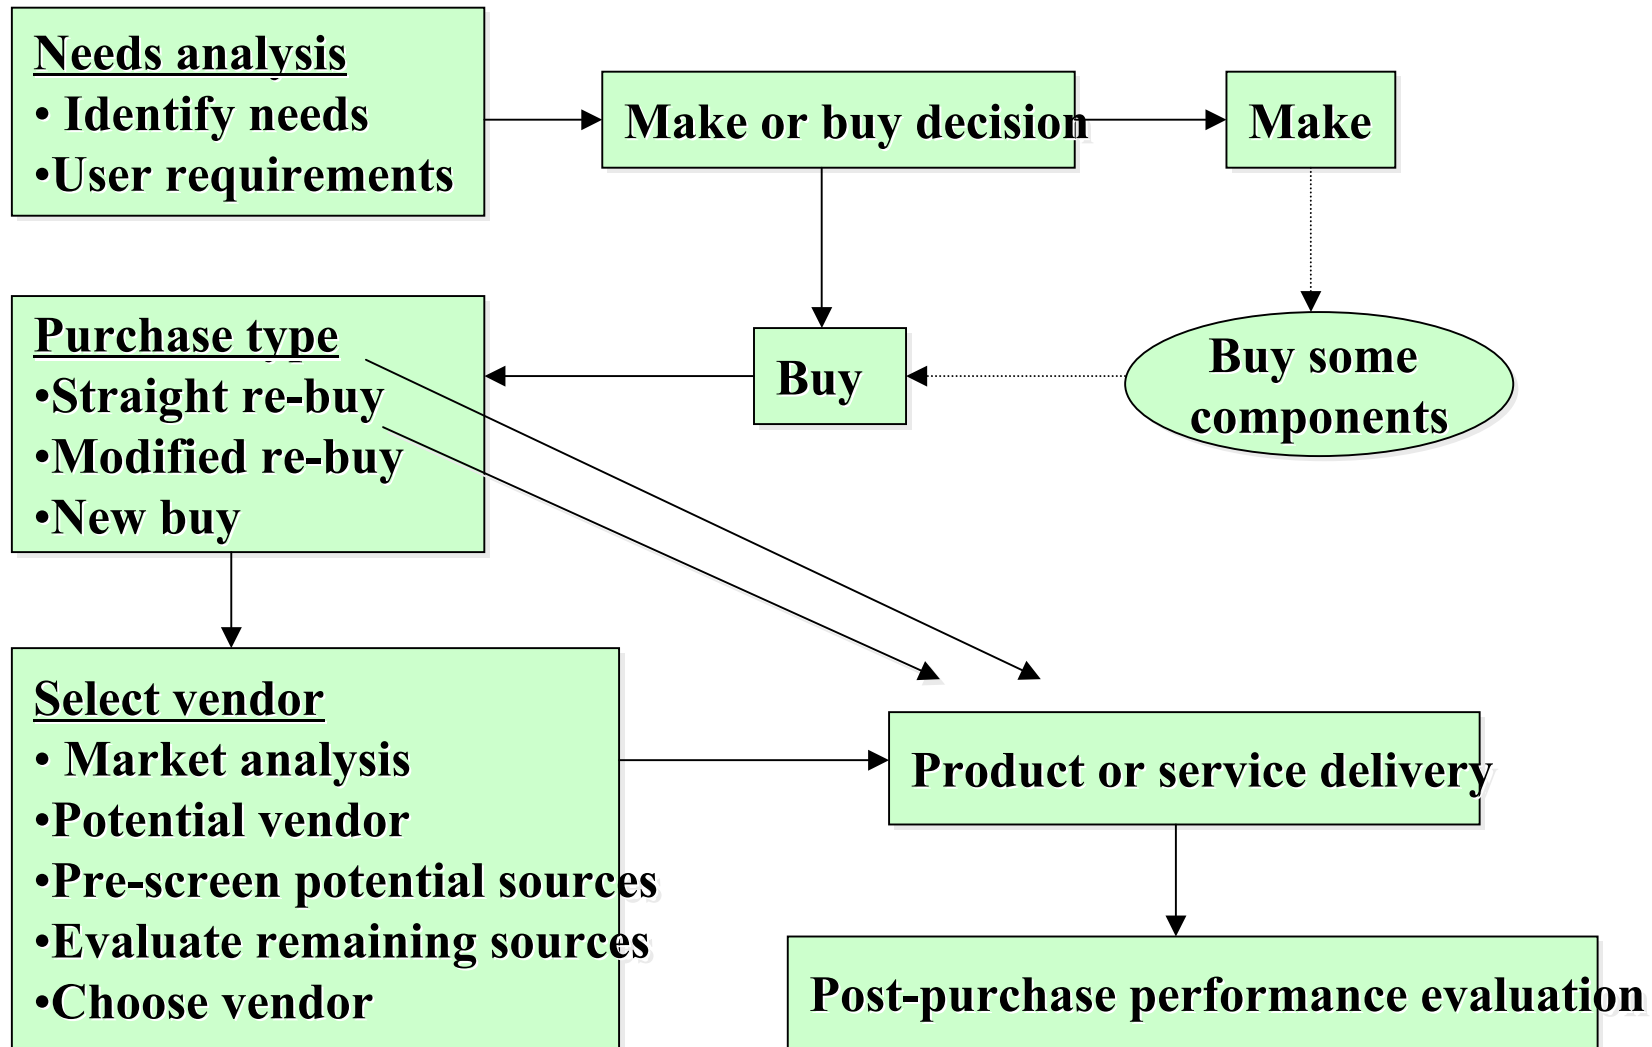 Needs analysis
• Identify needs
•User requirements
Make or buy decision
Make
Purchase type
•Straight re-buy
•Modified re-buy
•New buy
Buy
Buy some
components
Select vendor
• Market analysis
•Potential vendor
•Pre-screen potential sources
•Evaluate remaining sources
•Choose vendor
Product or service delivery
Post-purchase performance evaluation